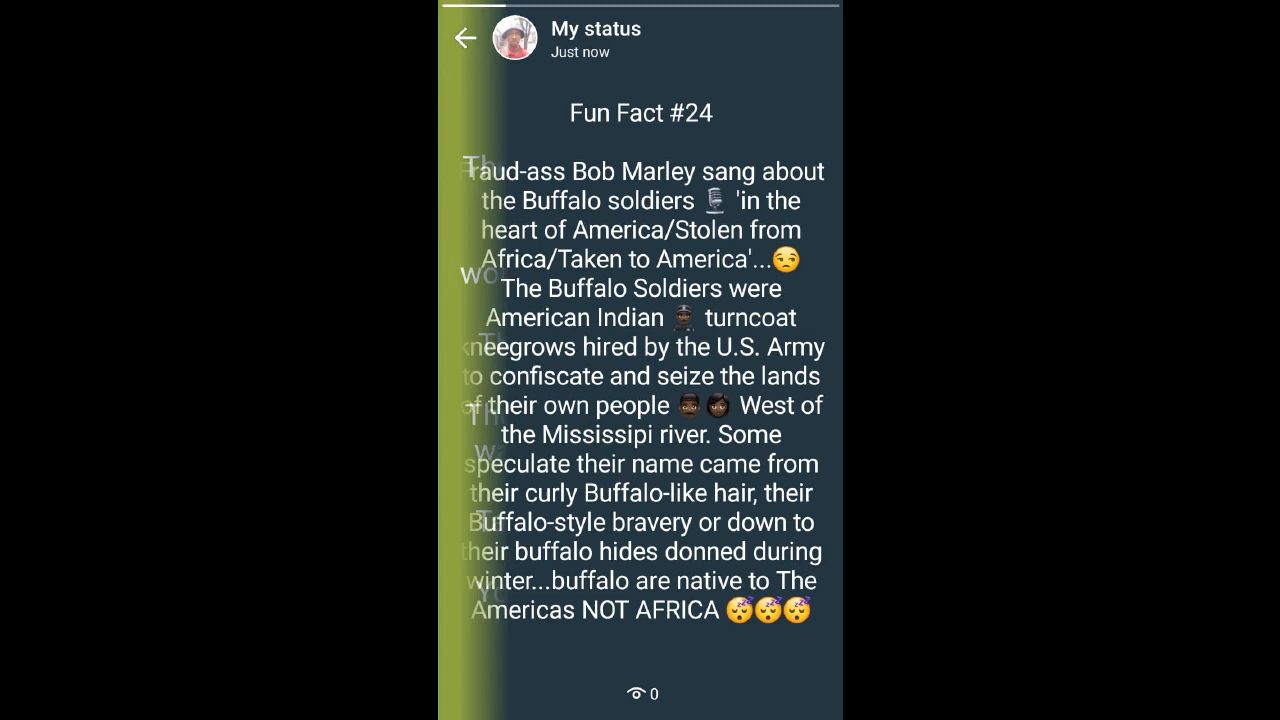 My status
Just now
Fun Fact #24
Fraud-ass Bob Marley sang about
the Buffalo soldiers 🎙️ 'in the
heart of America/Stolen from
Africa/Taken to America'...😒
The Buffalo Soldiers were
American Indian 👮🏿‍♂️ turncoat
kneegrows hired by the U.S. Army
to confiscate and seize the lands
of their own people 👨🏿👩🏿 West of
the Mississipi river. Some
speculate their name came from
their curly Buffalo-like hair, their
Buffalo-style bravery or down to
their buffalo hides donned during
winter...buffalo are native to The
Americas NOT AFRICA 😴😴😴
0